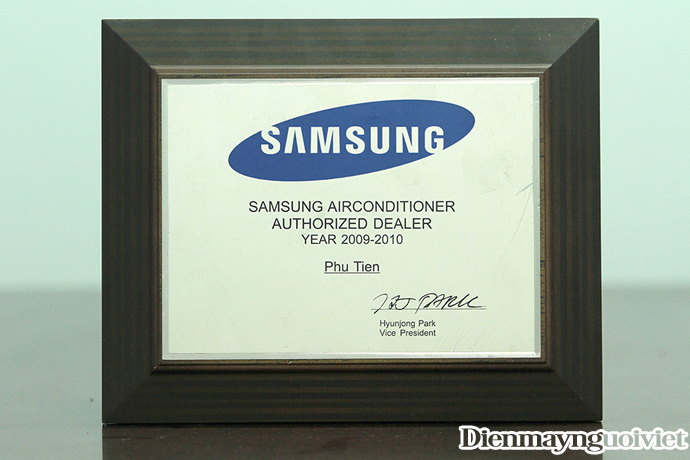 SAMSUNG
SAMSUNG AIRCONDITIONER
AUTHORIZED DEALER
YEAR 2009-2010
Phu Tien
Hyunjong Park
Vice President
Dienmaynguoiviet